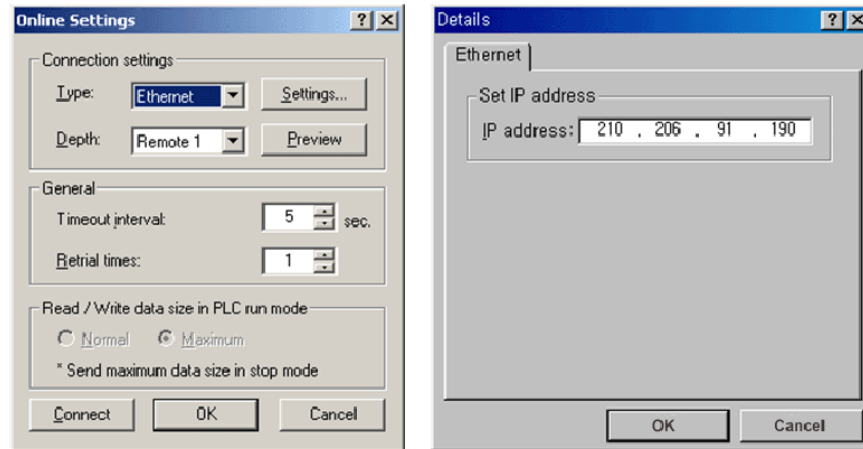 Online Settings
Connection settings
Type: Ethernet Settings...
Depth: Remote 1 Preview
General
Timeout interval: 5 sec.
Retrial times: 1
Read / Write data size in PLC run mode
Normal Maximum
* Send maximum data size in stop mode
Connect OK Cancel
Details
Ethernet
Set IP address
IP address: 210 . 206 . 91 . 190
OK Cancel